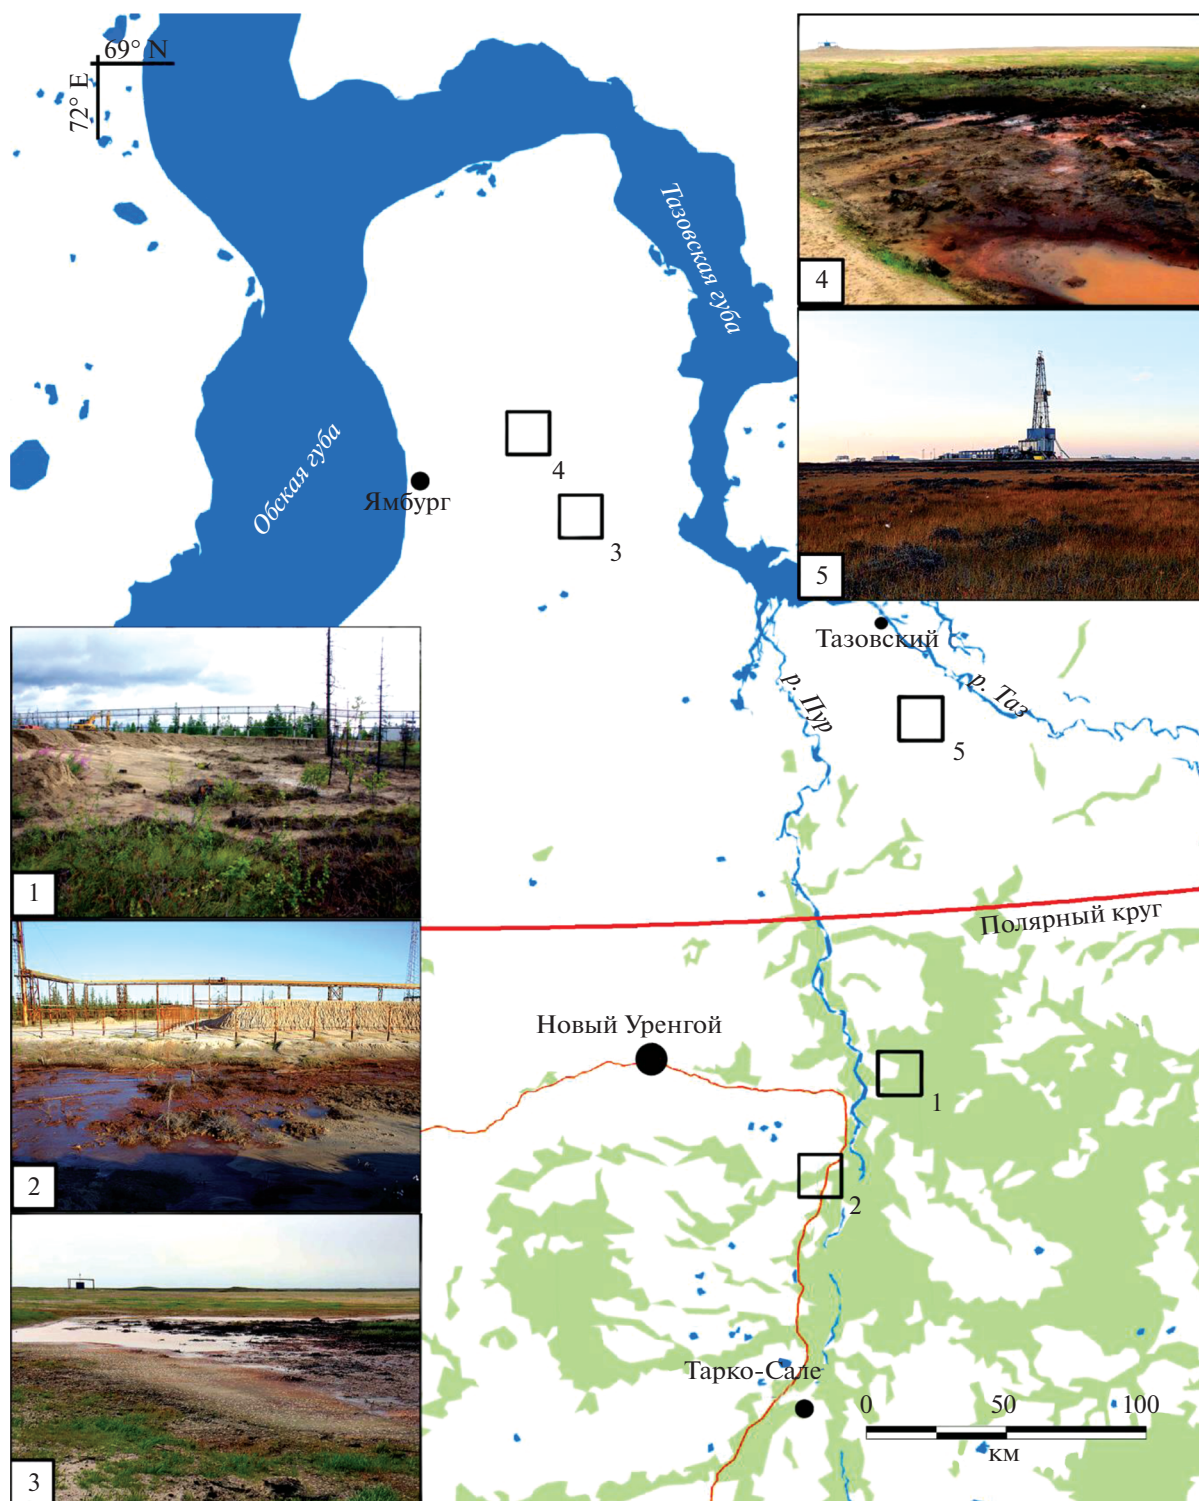 69° N
72° E
4
Тазовская губа
5
Обская губа
4
Ямбург
3
Тазовский
р. Пур
р. Таз
5
1
Полярный круг
Новый Уренгой
1
2
2
Тарко-Сале
0 50 100
км
3